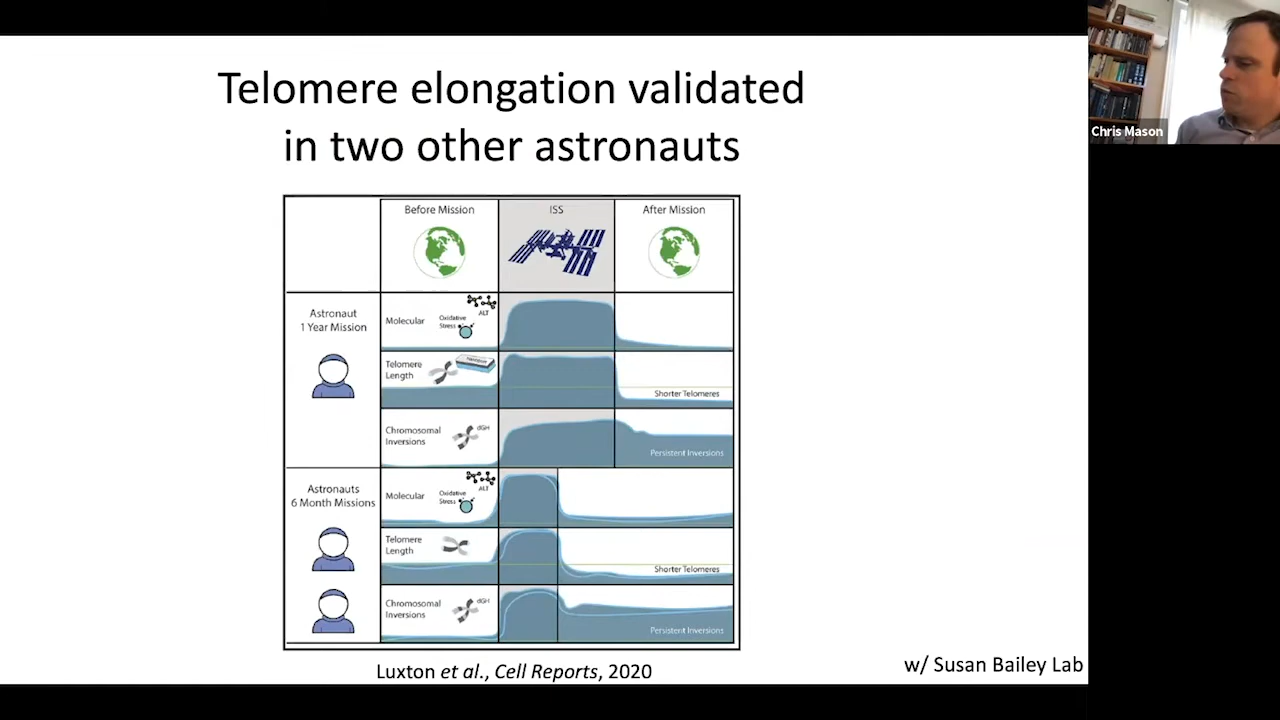 Telomere elongation validated
in two other astronauts
Chris Mason
Before Mission
ISS
After Mission
Astronaut
1 Year Mission
Molecular
Oxidative
Stress
ALT
Telomere
Length
Shorter Telomeres
Chromosomal
Inversions
dGH
Persistent Inversions
Astronauts
6 Month Missions
Molecular
Oxidative
Stress
ALT
Telomere
Length
Shorter Telomeres
Chromosomal
Inversions
dGH
Persistent Inversions
Luxton et al., Cell Reports, 2020
w/ Susan Bailey Lab